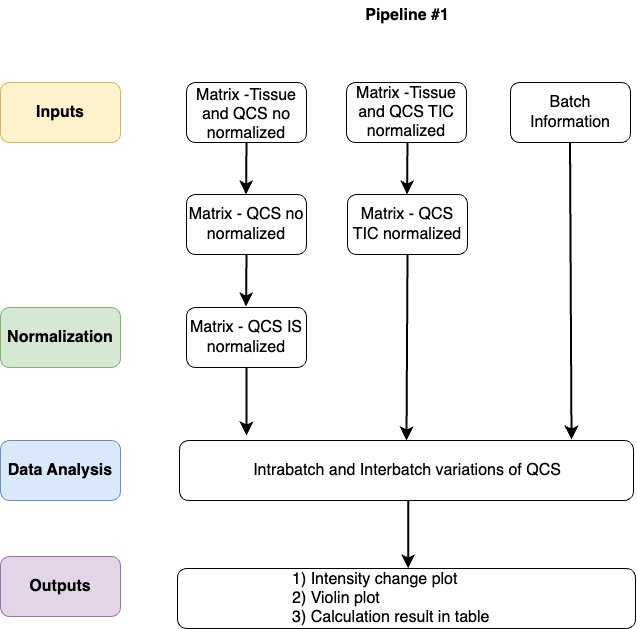 Pipeline #1
Inputs
Matrix -Tissue
and QCS no
normalized
Matrix -Tissue
and QCS TIC
normalized
Batch
Information
Matrix - QCS no
normalized
Matrix - QCS
TIC normalized
Normalization
Matrix - QCS IS
normalized
Data Analysis
Intrabatch and Interbatch variations of QCS
Outputs
1) Intensity change plot
2) Violin plot
3) Calculation result in table